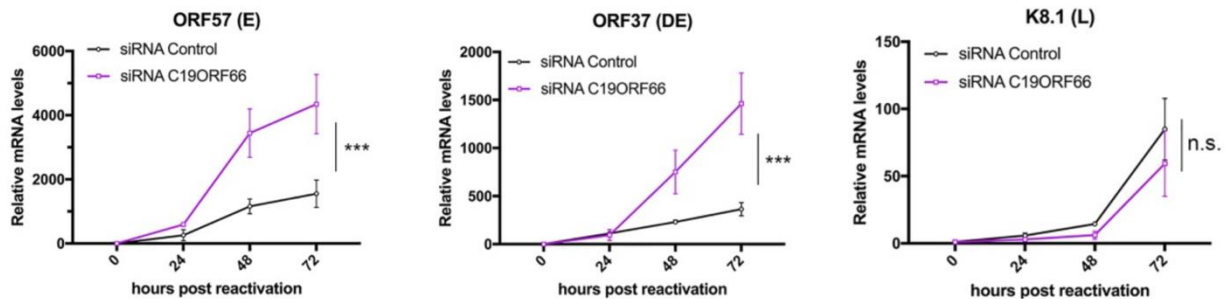 ORF57 (E)
siRNA Control
siRNA C19ORF66
Relative mRNA levels
6000
4000
2000
0
***
0
24
48
72
hours post reactivation
ORF37 (DE)
siRNA Control
siRNA C19ORF66
Relative mRNA levels
2000
1500
1000
500
0
***
0
24
48
72
hours post reactivation
K8.1 (L)
siRNA Control
siRNA C19ORF66
Relative mRNA levels
150
100
50
0
n.s.
0
24
48
72
hours post reactivation